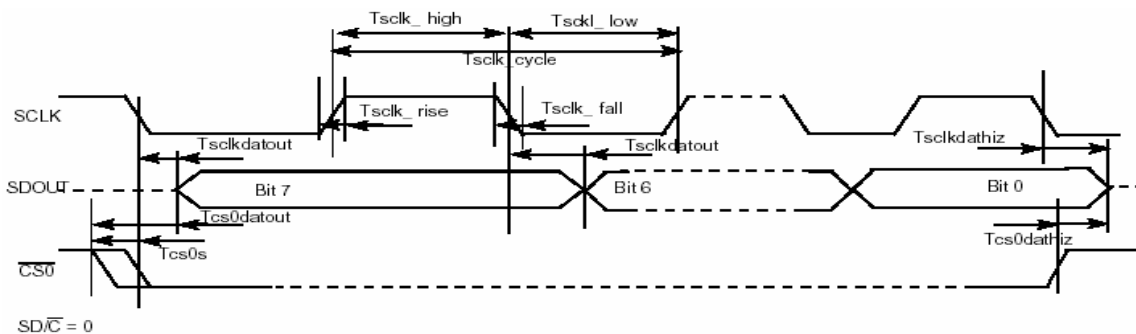 Tsclk_ high
Tsckl_ low
Tsclk_cycle
SCLK
Tsclk_ rise
Tsclk_ fall
Tsclkdatout
Tsclkdatout
Tsclkdathiz
SDOUT
Bit 7
Bit 6
Bit 0
Tcs0datout
Tcs0s
Tcs0dathiz
CS0
SD/C = 0